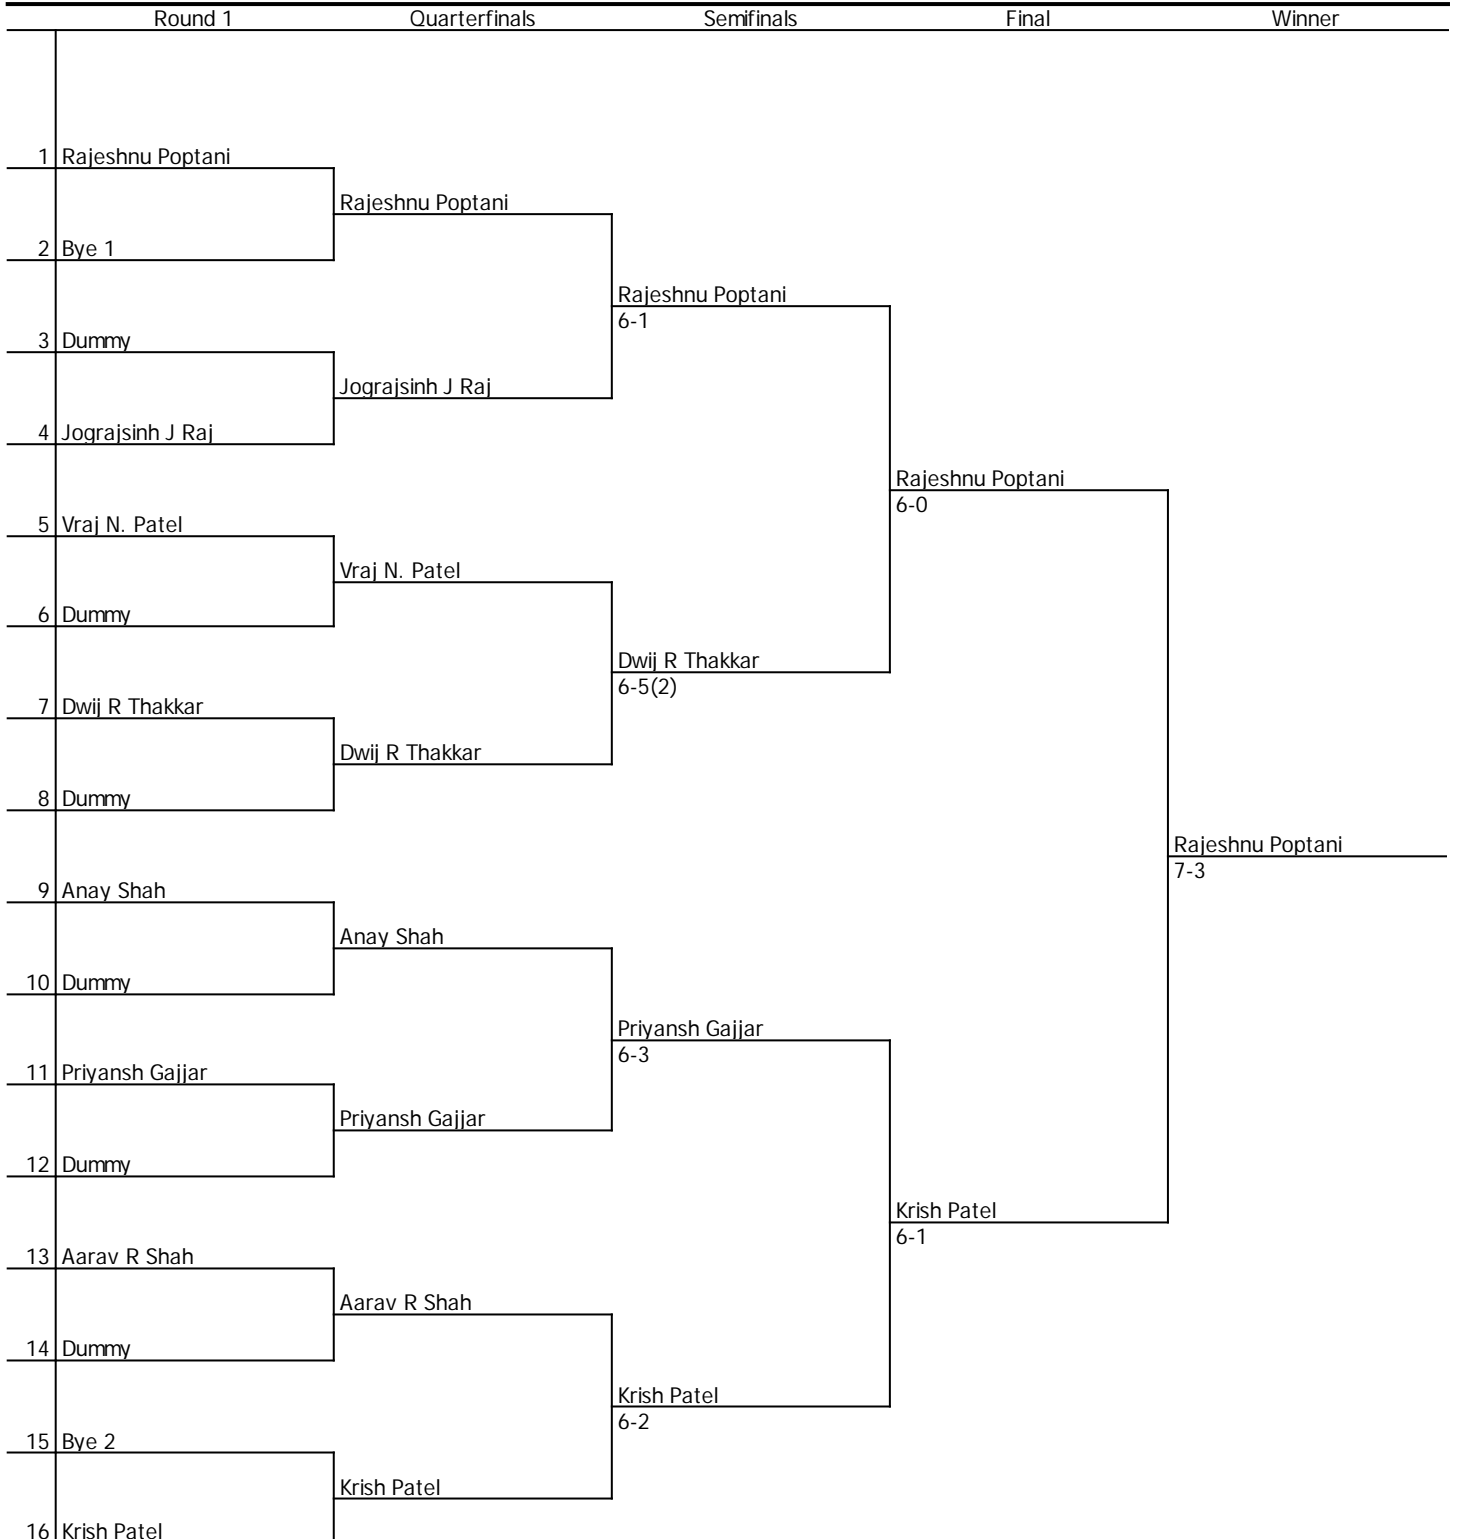 Round 1 Quarterfinals Semifinals Final Winner
1 Rajeshnu Poptani
Rajeshnu Poptani
2 Bye 1
Rajeshnu Poptani
6-1
3 Dummy
Jograjsinh J Raj
4 Jograjsinh J Raj
Rajeshnu Poptani
6-0
5 Vraj N. Patel
Vraj N. Patel
6 Dummy
Dwij R Thakkar
6-5(2)
7 Dwij R Thakkar
Dwij R Thakkar
8 Dummy
Rajeshnu Poptani
7-3
9 Anay Shah
Anay Shah
10 Dummy
Priyansh Gajjar
6-3
11 Priyansh Gajjar
Priyansh Gajjar
12 Dummy
Krish Patel
6-1
13 Aarav R Shah
Aarav R Shah
14 Dummy
Krish Patel
6-2
15 Bye 2
Krish Patel
16 Krish Patel